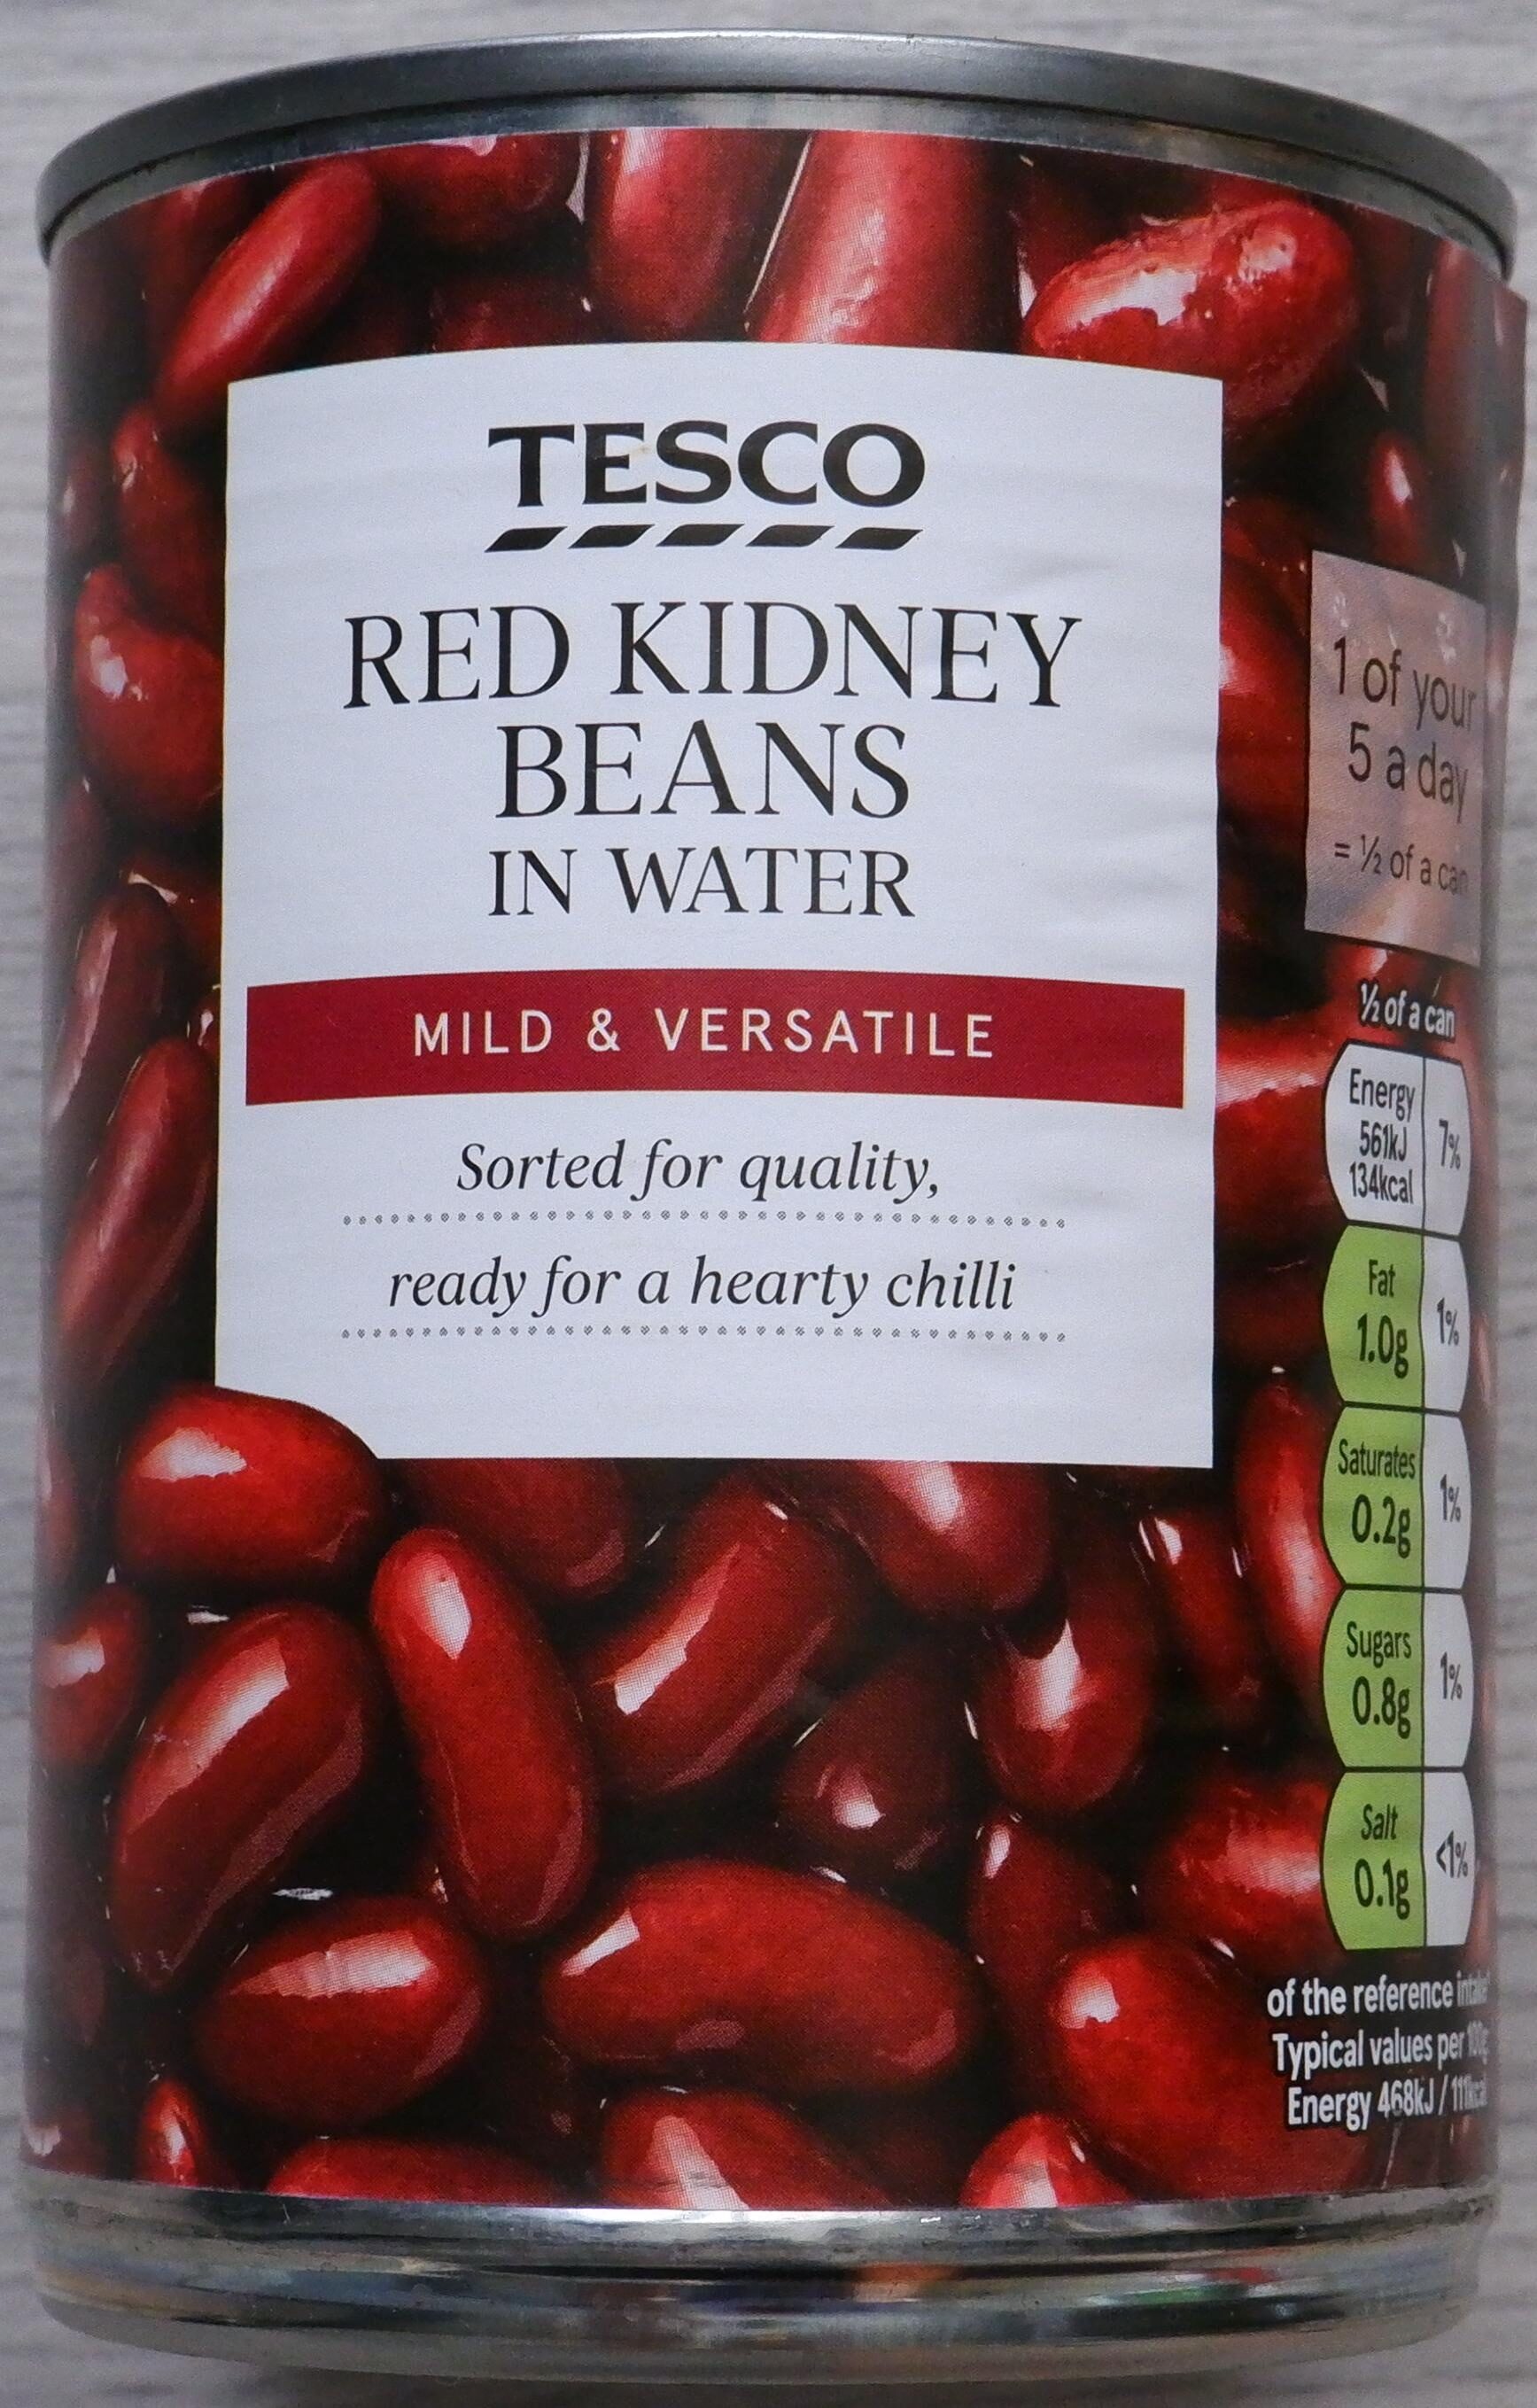 TESCO
RED KIDNEY
BEANS
IN WATER
MILD & VERSATILE
Sorted for quality,
ready for a hearty chilli
1 of your
5 a day
= ½ of a can
½ of a can
Energy
561kJ
134kcal
7%
Fat
1.0g
1%
Saturates
0.2g
1%
Sugars
0.8g
1%
Salt
0.1g
<1%
of the reference intake*
Typical values per 100g:
Energy 468kJ / 111kcal